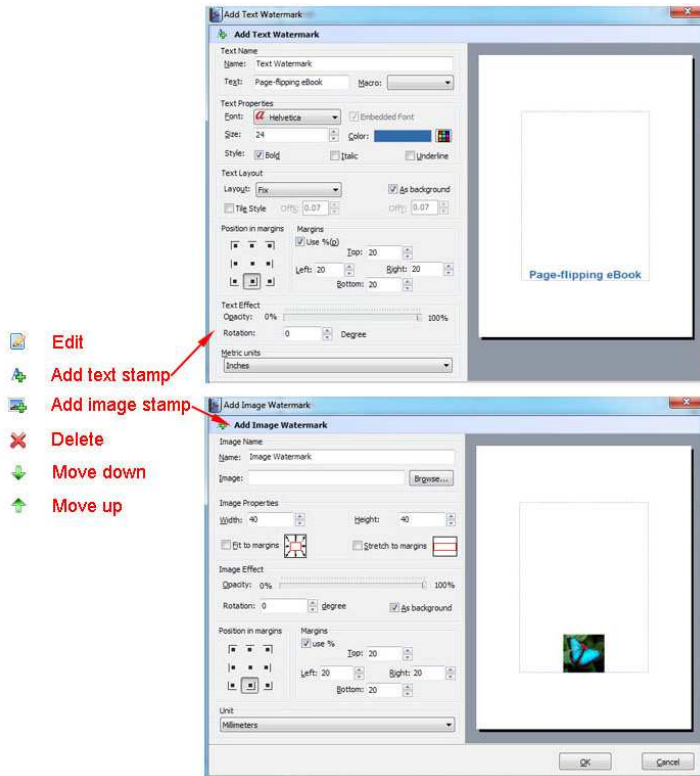 Add Text Watermark
Add Text Watermark
Text Name
Name: Text Watermark
Text: Page-flipping eBook Macro:
Text Properties
Font: a Helvetica Embedded Font
Size: 24 Color:
Style: Bold Italic Underline
Text Layout
Layout: Fix As background
Tile Style OffX: 0.07 OffY: 0.07
Position in margins Margins
Use %(p)
Top: 20
Left: 20 Right: 20
Bottom: 20
Page-flipping eBook
Text Effect
Opacity: 0% 100%
Rotation: 0 Degree
Metric units
Inches
Edit
Add text stamp
Add image stamp
Delete
Move down
Move up
Add Image Watermark
Add Image Watermark
Image Name
Name: Image Watermark
Image: Browse...
Image Properties
Width: 40 Height: 40
Fit to margins Stretch to margins
Image Effect
Opacity: 0% 100%
Rotation: 0 degree As background
Position in margins Margins
use %
Top: 20
Left: 20 Right: 20
Bottom: 20
Unit
Millimeters
OK Cancel